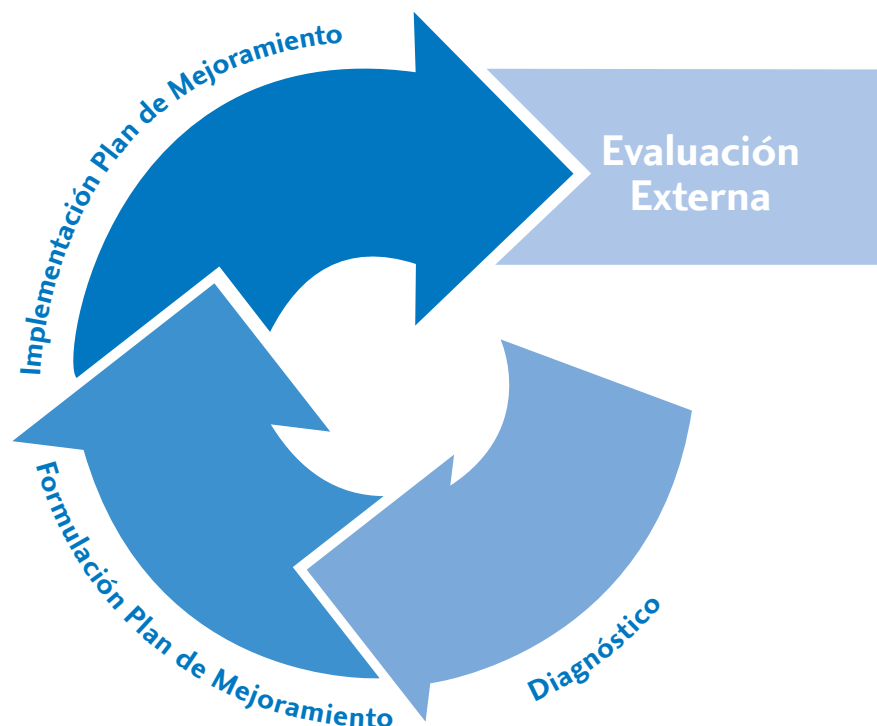 Implementación Plan de Mejoramiento
Evaluación
Externa
Formulación Plan de Mejoramiento
Diagnóstico